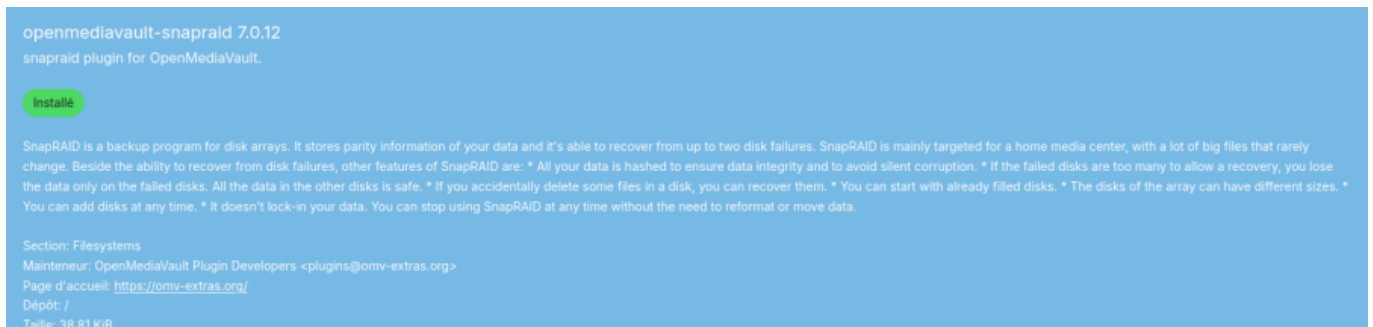 openmediavault-snapraid 7.0.12
snapraid plugin for OpenMediaVault.
Installé
SnapRAID is a backup program for disk arrays. It stores parity information of your data and it's able to recover from up to two disk failures. SnapRAID is mainly targeted for a home media center, with a lot of big files that rarely
change. Beside the ability to recover from disk failures, other features of SnapRAID are: * All your data is hashed to ensure data integrity and to avoid silent corruption. * If the failed disks are too many to allow a recovery, you lose
the data only on the failed disks. All the data in the other disks is safe. * If you accidentally delete some files in a disk, you can recover them. * You can start with already filled disks. * The disks of the array can have different sizes. *
You can add disks at any time. * It doesn't lock-in your data. You can stop using SnapRAID at any time without the need to reformat or move data.
Section: Filesystems
Mainteneur: OpenMediaVault Plugin Developers <plugins@omv-extras.org>
Page d'accueil: https://omv-extras.org/
Dépôt: /
Taille: 38.81 KiB